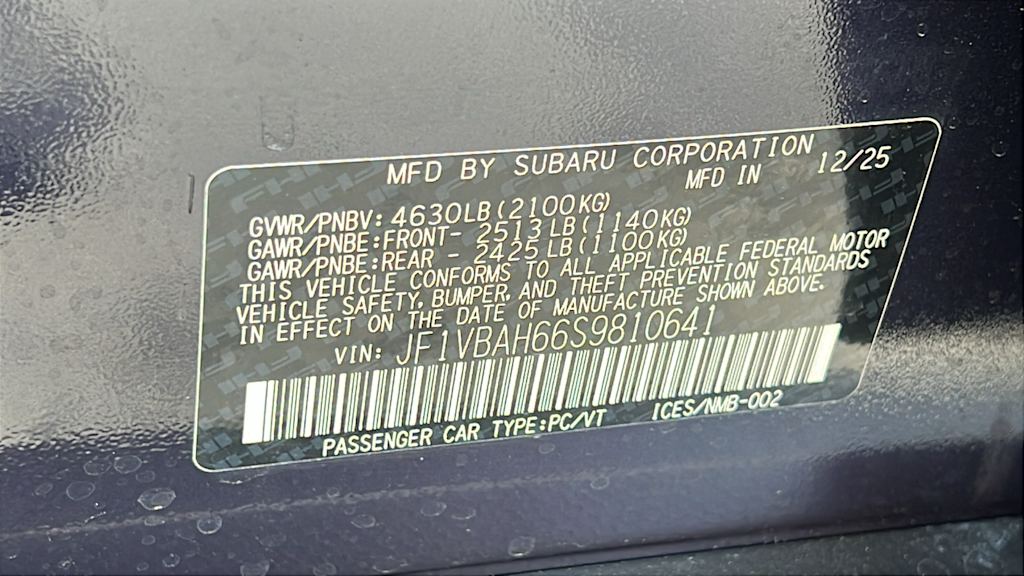 MFD BY SUBARU CORPORATION
MFD IN 12/25
GVWR/PNBV: 4630LB(2100KG)
GAWR/PNBE:FRONT- 2513LB(1140KG)
GAWR/PNBE:REAR - 2425LB(1100KG)
THIS VEHICLE CONFORMS TO ALL APPLICABLE FEDERAL MOTOR
VEHICLE SAFETY, BUMPER, AND THEFT PREVENTION STANDARDS
IN EFFECT ON THE DATE OF MANUFACTURE SHOWN ABOVE.
VIN: JF1VBAH66S9810641
PASSENGER CAR TYPE:PC/VT ICES/NMB-002